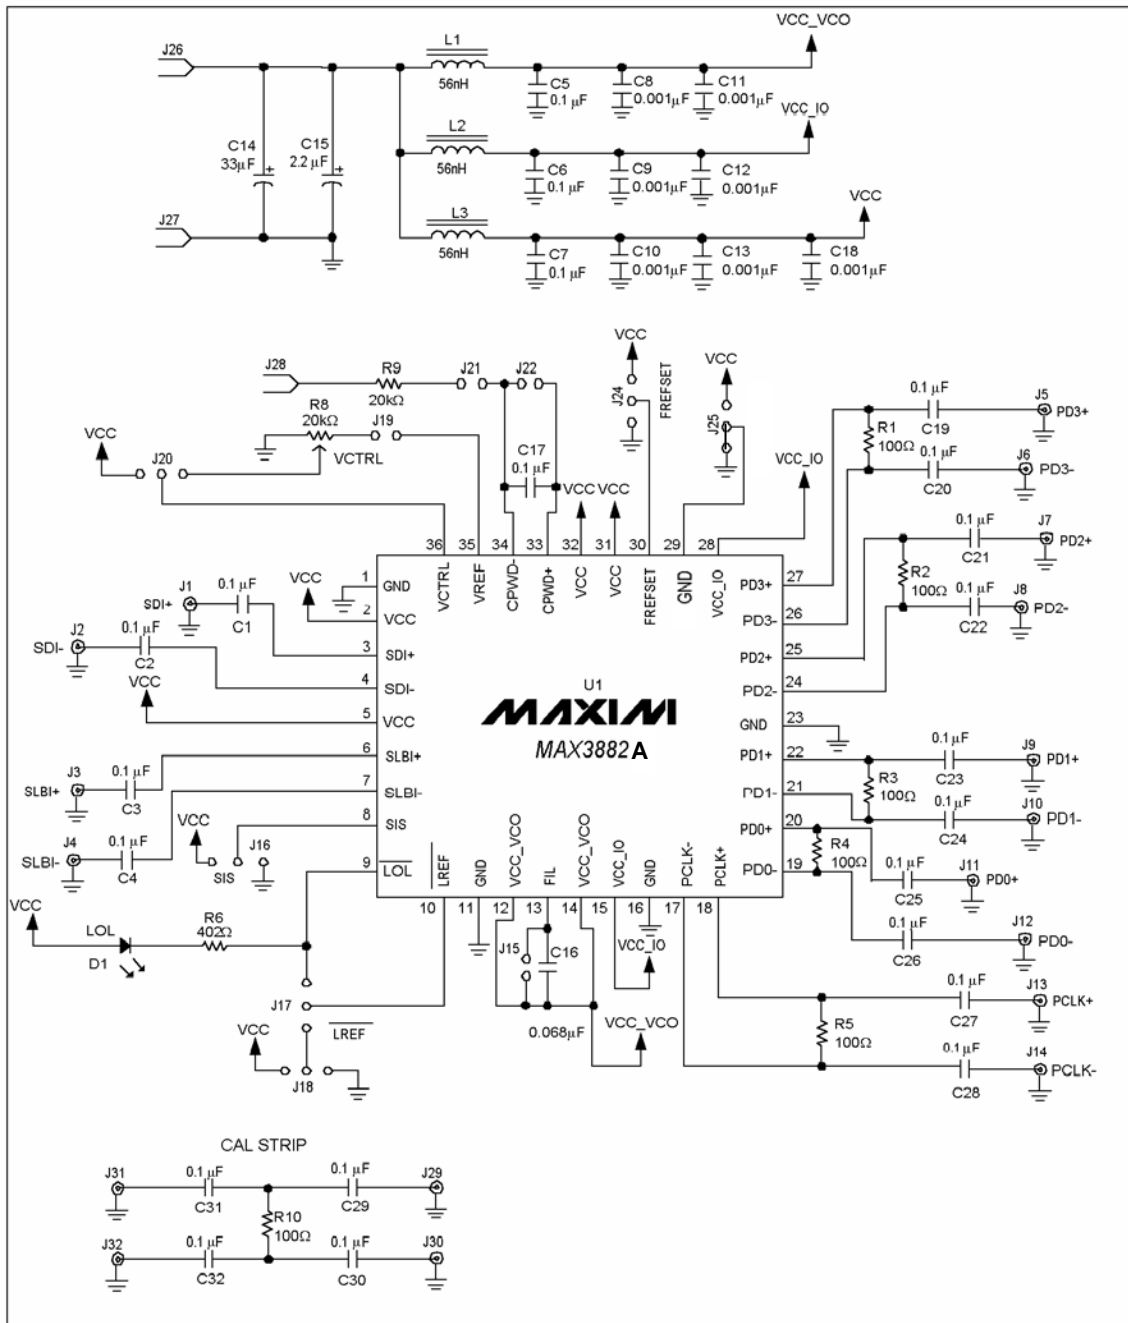 VCC_VCO
J26
L1
56nH
C5
0.1 μF
C8
0.001μF
C11
0.001μF
VCC_IO
C14
33μF
+
C15
2.2 μF
+
L2
56nH
C6
0.1 μF
C9
0.001μF
C12
0.001μF
VCC
J27
L3
56nH
C7
0.1 μF
C10
0.001μF
C13
0.001μF
C18
0.001μF
J28
R9
20kΩ
J21
J22
R8
20kΩ
J19
VCC
J20
VCTRL
C17
0.1 μF
VCC
J24
FREFSET
VCC
J25
VCC
VCC
VCC_IO
0.1 μF
C19
J5
PD3+
R1
100Ω
0.1 μF
C20
J6
PD3-
0.1 μF
C21
J7
PD2+
R2
100Ω
0.1 μF
C22
J8
PD2-
36
35
34
33
32
31
30
29
28
VCTRL
VREF
CPWD-
CPWD+
VCC
VCC
FREFSET
GND
VCC_IO
J1
SDI+
0.1 μF
C1
VCC
J2
SDI-
0.1 μF
C2
VCC
1 GND
2 VCC
3 SDI+
4 SDI-
5 VCC
6 SLBI+
7 SLBI-
8 SIS
9 LOL
U1
MAXIM
MAX3882A
PD3+ 27
PD3- 26
PD2+ 25
PD2- 24
GND 23
PD1+ 22
PD1- 21
PD0+ 20
PD0- 19
J3
SLBI+
0.1 μF
C3
J4
SLBI-
0.1 μF
C4
VCC
SIS
J16
0.1 μF
C23
J9
PD1+
R3
100Ω
0.1 μF
C24
J10
PD1-
R4
100Ω
0.1 μF
C25
J11
PD0+
0.1 μF
C26
J12
PD0-
LREF
GND
VCC_VCO
FIL
VCC_VCO
VCC_IO
GND
PCLK-
PCLK+
10
11
12
13
14
15
16
17
18
VCC
LOL
D1
R6
402Ω
J17
J15
C16
0.068μF
VCC_IO
VCC_VCO
VCC
LREF
J18
R5
100Ω
0.1 μF
C27
J13
PCLK+
0.1 μF
C28
J14
PCLK-
CAL STRIP
J31
0.1 μF
C31
0.1 μF
C29
J29
R10
100Ω
J32
0.1 μF
C32
0.1 μF
C30
J30